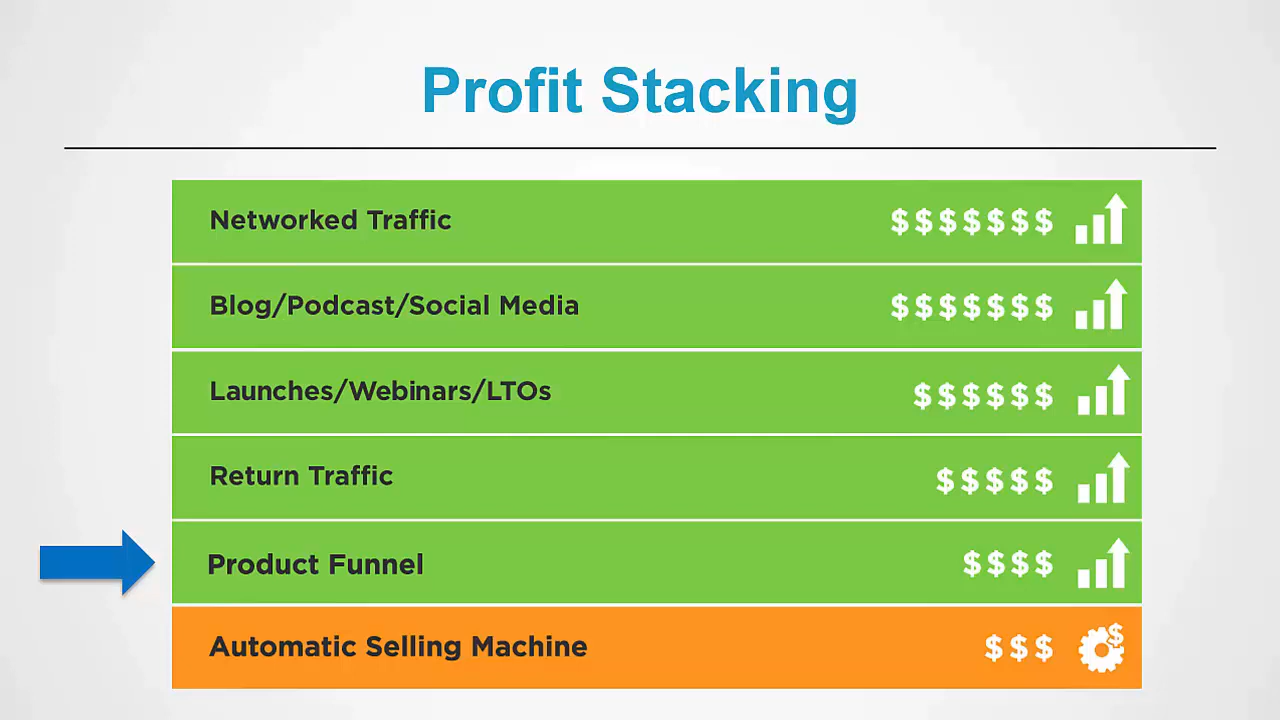 Profit Stacking
Networked Traffic $$$$$$$
Blog/Podcast/Social Media $$$$$$$
Launches/Webinars/LTOs $$$$$$
Return Traffic $$$$$
Product Funnel $$$$
Automatic Selling Machine $$$ $